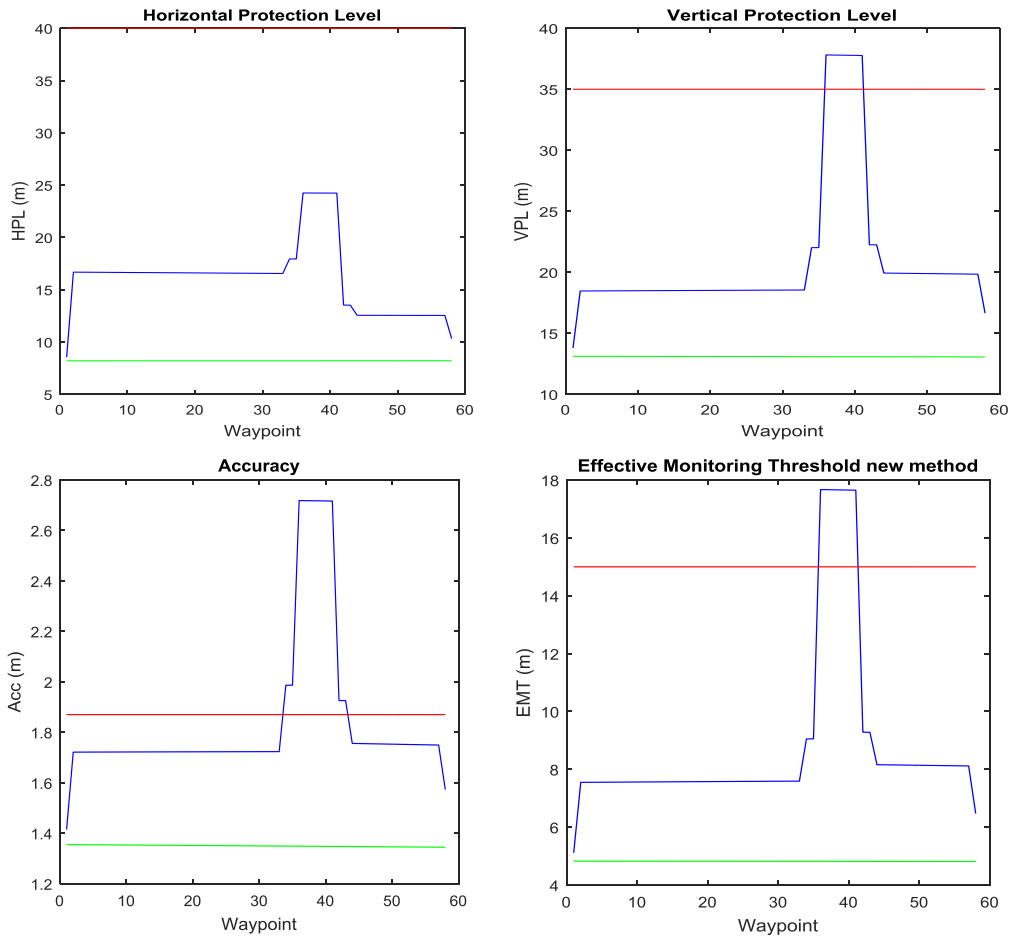 Horizontal Protection Level
40
40
35
30
25
20
15
10
5
HPL (m)
0 10 20 30 40 50 60
Waypoint
Vertical Protection Level
40
35
30
25
20
15
10
VPL (m)
0 10 20 30 40 50 60
Waypoint
Accuracy
2.8
2.6
2.4
2.2
2
1.8
1.6
1.4
1.2
Acc (m)
0 10 20 30 40 50 60
Waypoint
Effective Monitoring Threshold new method
18
16
14
12
10
8
6
4
EMT (m)
0 10 20 30 40 50 60
Waypoint